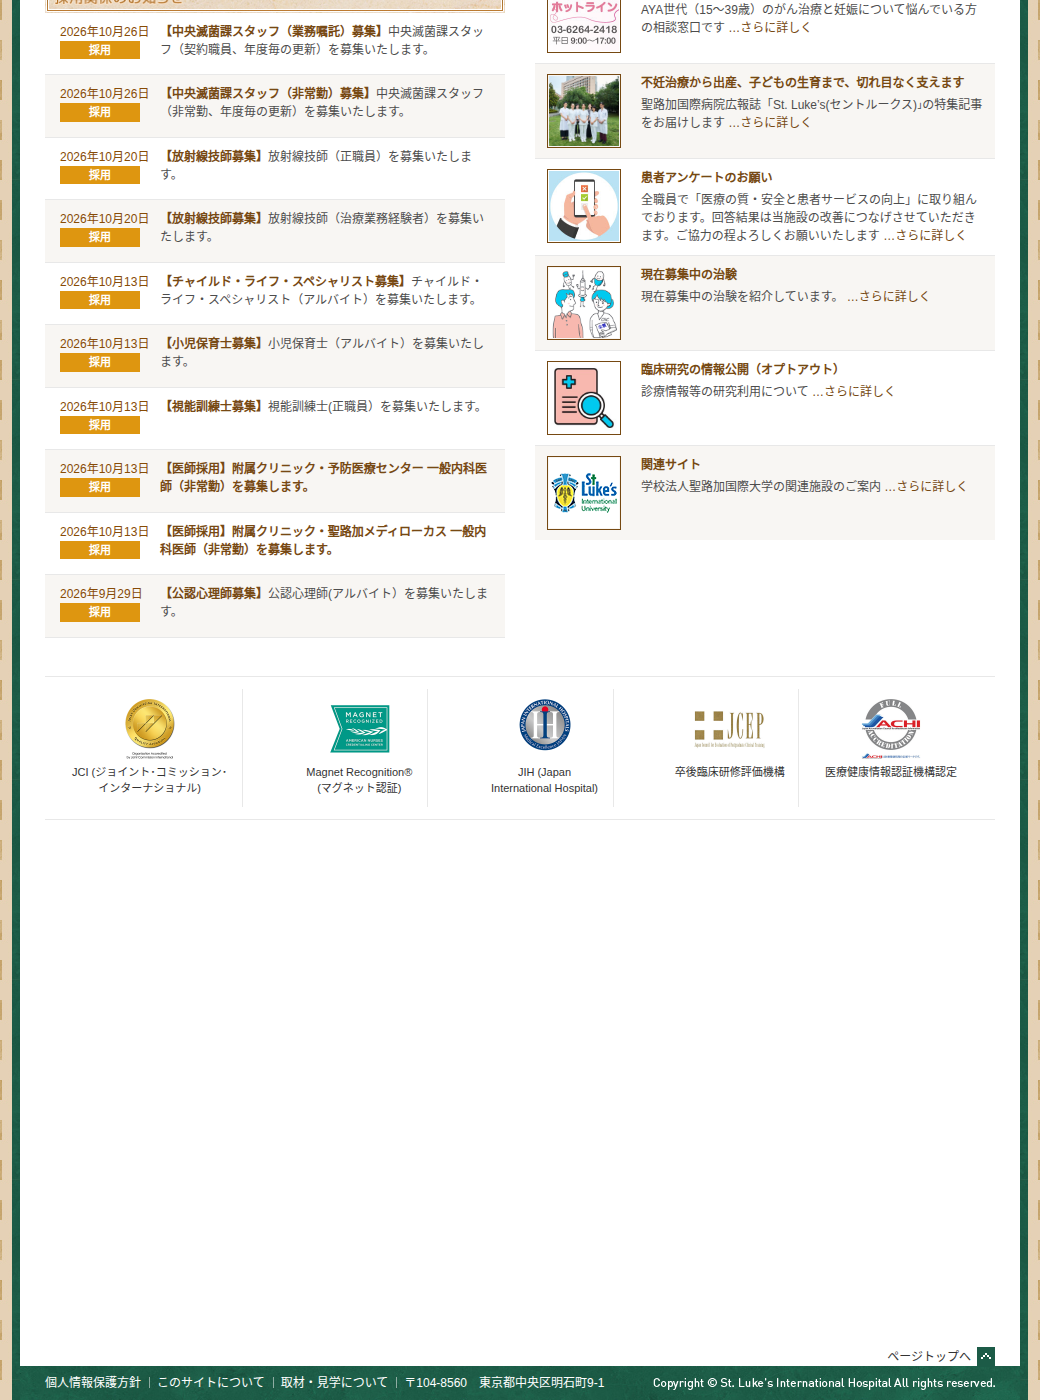 採用関係のお知らせ
2026年10月26日
採用
【中央滅菌課スタッフ（業務嘱託）募集】中央滅菌課スタッ
フ（契約職員、年度毎の更新）を募集いたします。
2026年10月26日
採用
【中央滅菌課スタッフ（非常勤）募集】中央滅菌課スタッフ
（非常勤、年度毎の更新）を募集いたします。
2026年10月20日
採用
【放射線技師募集】放射線技師（正職員）を募集いたしま
す。
2026年10月20日
採用
【放射線技師募集】放射線技師（治療業務経験者）を募集い
たします。
2026年10月13日
採用
【チャイルド・ライフ・スペシャリスト募集】チャイルド・
ライフ・スペシャリスト（アルバイト）を募集いたします。
2026年10月13日
採用
【小児保育士募集】小児保育士（アルバイト）を募集いたし
ます。
2026年10月13日
採用
【視能訓練士募集】視能訓練士(正職員）を募集いたします。
2026年10月13日
採用
【医師採用】附属クリニック・予防医療センター 一般内科医
師（非常勤）を募集します。
2026年10月13日
採用
【医師採用】附属クリニック・聖路加メディローカス 一般内
科医師（非常勤）を募集します。
2026年9月29日
採用
【公認心理師募集】公認心理師(アルバイト）を募集いたしま
す。
ホットライン
03-6264-2418
平日 9:00〜17:00
AYA世代（15〜39歳）のがん治療と妊娠について悩んでいる方
の相談窓口です …さらに詳しく
不妊治療から出産、子どもの生育まで、切れ目なく支えます
聖路加国際病院広報誌「St. Luke's(セントルークス)｣の特集記事
をお届けします …さらに詳しく
患者アンケートのお願い
全職員で「医療の質・安全と患者サービスの向上」に取り組ん
でおります。回答結果は当施設の改善につなげさせていただき
ます。ご協力の程よろしくお願いいたします …さらに詳しく
現在募集中の治験
現在募集中の治験を紹介しています。 …さらに詳しく
臨床研究の情報公開（オプトアウト）
診療情報等の研究利用について …さらに詳しく
St
Luke's
International
University
関連サイト
学校法人聖路加国際大学の関連施設のご案内 …さらに詳しく
JCI (ジョイント･コミッション･
インターナショナル)
MAGNET
RECOGNIZED
AMERICAN NURSES
CREDENTIALING CENTER
Magnet Recognition®
(マグネット認証)
JIH (Japan
International Hospital)
JCEP
卒後臨床研修評価機構
FULL
JACHI
ACCREDITATION
医療健康情報認証機構認定
ページトップへ
個人情報保護方針 | このサイトについて | 取材・見学について | 〒104-8560　東京都中央区明石町9-1
Copyright © St. Luke's International Hospital All rights reserved.